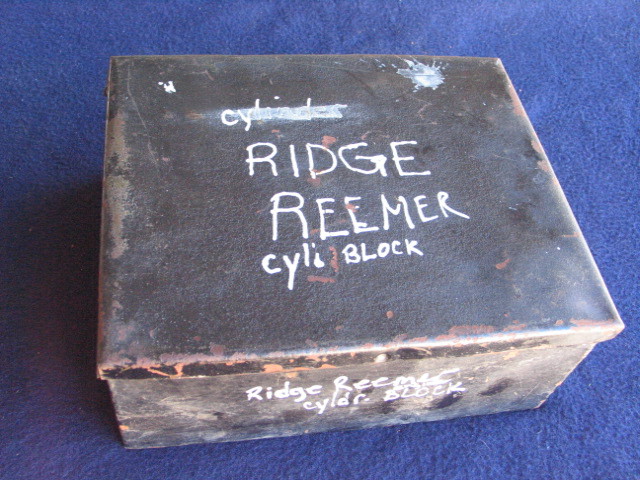 cylinder
RIDGE
REEMER
cyli. BLOCK
Ridge Reemer
cyldr. BLOCK